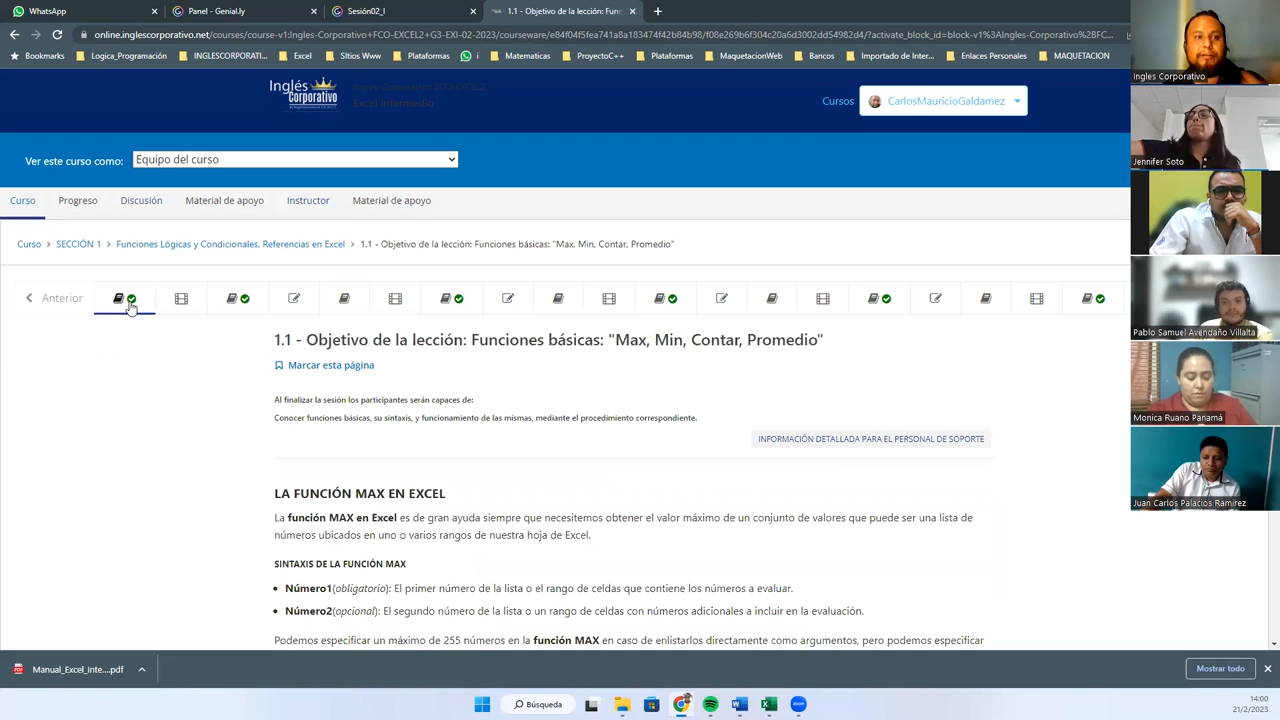 WhatsApp
Panel - Genial.ly
Sesión02_I
1.1 - Objetivo de la lección: Func
online.inglescorporativo.net/courses/course-v1:Ingles-Corporativo+FCO-EXCEL2+G3-EXI-02-2023/courseware/e84f04f5fea741a8a183474f42b84b98/f08e269b6f304c20a6d3002dd54982d4/?activate_block_id=block-v1%3AIngles-Corporativo%2BFC...
Bookmarks
Logica_Programación
INGLESCORPORATI...
Excel
Sitios Www
Plataformas
Matematicas
ProyectoC++
Plataformas
MaquetacionWeb
Bancos
Importado de Inter...
Enlaces Personales
MAQUETACION
Inglés
Corporativo
Ingles-Corporativo FCO-EXCEL2
Excel Intermedio
Cursos
CarlosMauricioGaldamez
Ver este curso como:
Equipo del curso
Curso
Progreso
Discusión
Material de apoyo
Instructor
Material de apoyo
Curso > SECCIÓN 1 > Funciones Lógicas y Condicionales, Referencias en Excel > 1.1 - Objetivo de la lección: Funciones básicas: "Max, Min, Contar, Promedio"
Anterior
1.1 - Objetivo de la lección: Funciones básicas: "Max, Min, Contar, Promedio"
Marcar esta página
Al finalizar la sesión los participantes serán capaces de:
Conocer funciones básicas, su sintaxis, y funcionamiento de las mismas, mediante el procedimiento correspondiente.
INFORMACIÓN DETALLADA PARA EL PERSONAL DE SOPORTE
LA FUNCIÓN MAX EN EXCEL
La función MAX en Excel es de gran ayuda siempre que necesitemos obtener el valor máximo de un conjunto de valores que puede ser una lista de
números ubicados en uno o varios rangos de nuestra hoja de Excel.
SINTAXIS DE LA FUNCIÓN MAX
Número1(obligatorio): El primer número de la lista o el rango de celdas que contiene los números a evaluar.
Número2(opcional): El segundo número de la lista o un rango de celdas con números adicionales a incluir en la evaluación.
Podemos especificar un máximo de 255 números en la función MAX en caso de enlistarlos directamente como argumentos, pero podemos especificar
Ingles Corporativo
Jennifer Soto
Pablo Samuel Avendaño Villalta
Monica Ruano Panamá
Juan Carlos Palacios Ramírez
Manual_Excel_Inte....pdf
Mostrar todo
Búsqueda
14:00
21/2/2023